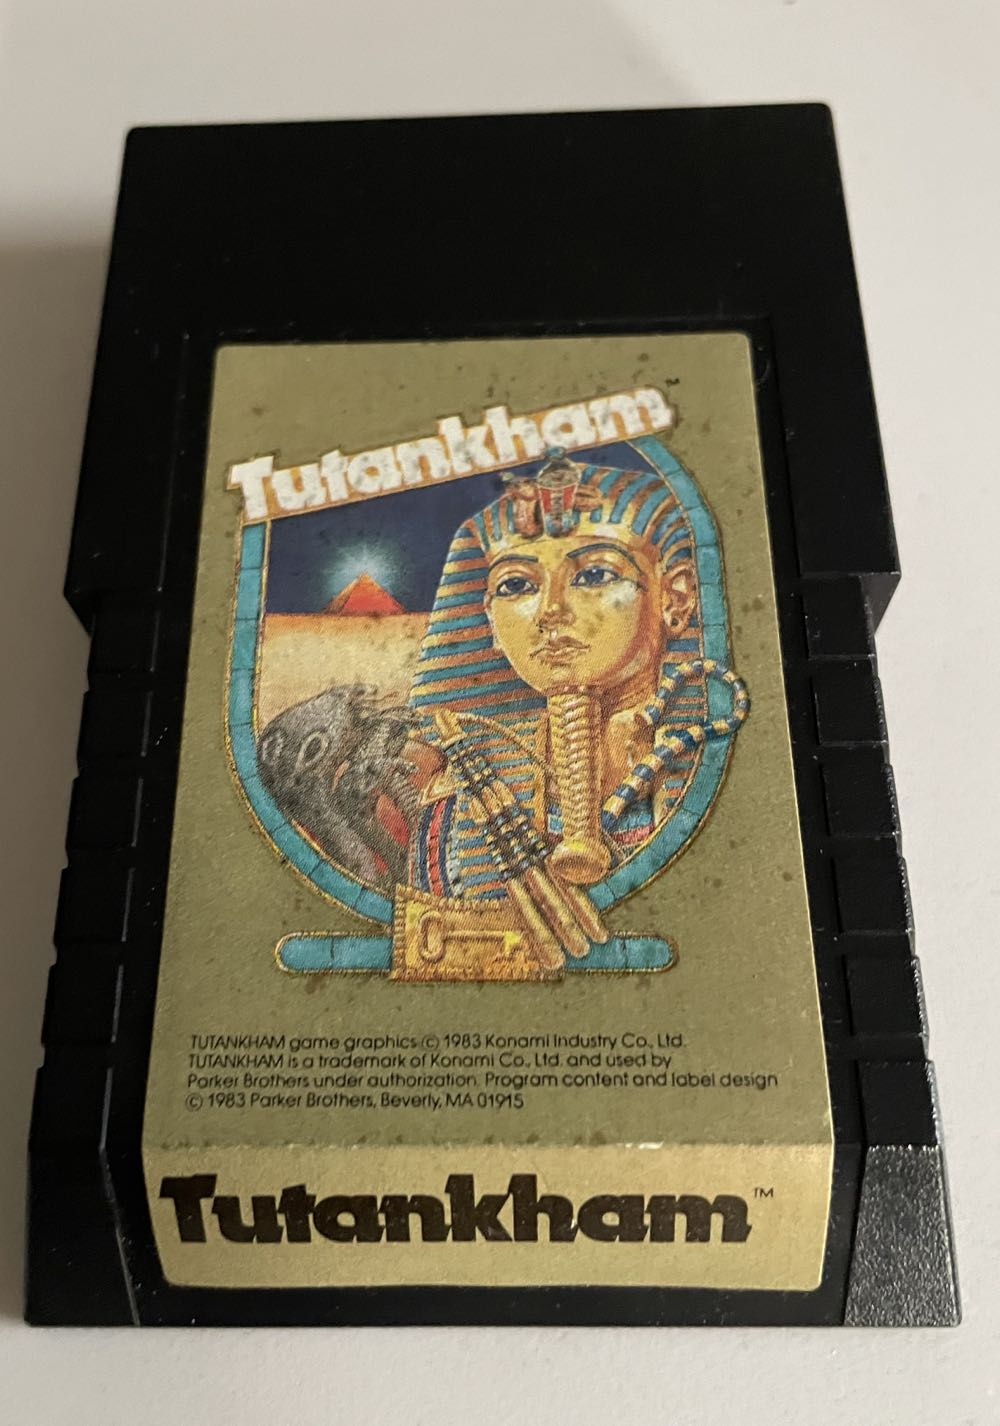 Tutankham™
TUTANKHAM game graphics © 1983 Konami Industry Co., Ltd.
TUTANKHAM is a trademark of Konami Co., Ltd. and used by
Parker Brothers under authorization. Program content and label design
© 1983 Parker Brothers, Beverly, MA 01915
Tutankham™